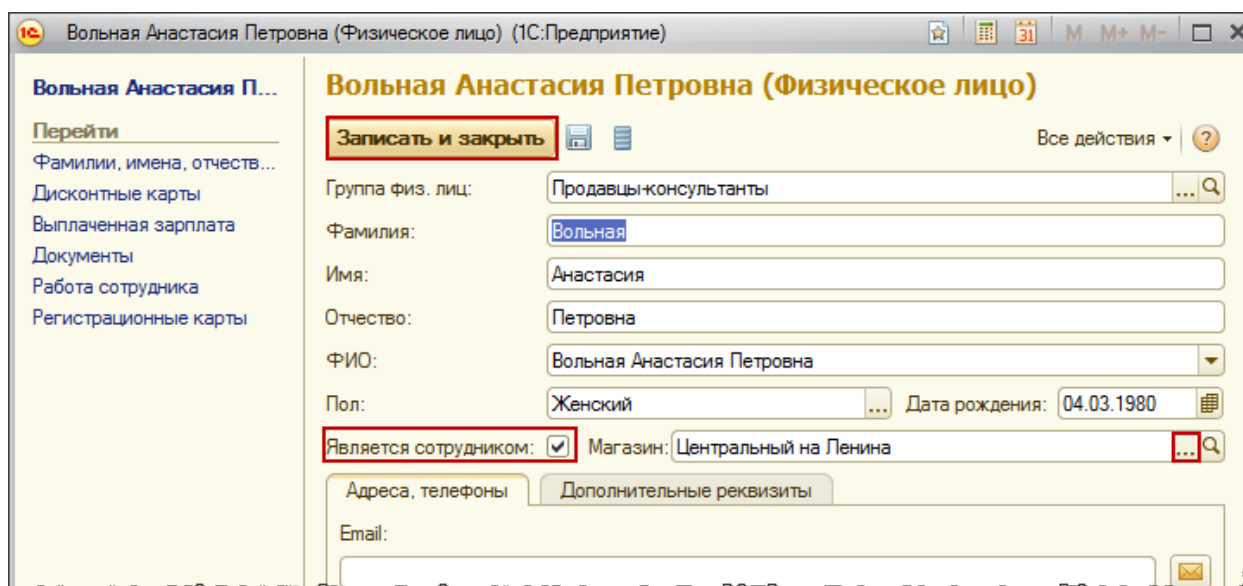 Вольная Анастасия Петровна (Физическое лицо) (1С:Предприятие)
31 M M+ M-
Вольная Анастасия П...
Перейти
Фамилии, имена, отчеств...
Дисконтные карты
Выплаченная зарплата
Документы
Работа сотрудника
Регистрационные карты
Вольная Анастасия Петровна (Физическое лицо)
Записать и закрыть Все действия ?
Группа физ. лиц: Продавцы-консультанты ...
Фамилия: Вольная
Имя: Анастасия
Отчество: Петровна
ФИО: Вольная Анастасия Петровна
Пол: Женский ... Дата рождения: 04.03.1980
Является сотрудником: Магазин: Центральный на Ленина ...
Адреса, телефоны Дополнительные реквизиты
Email: